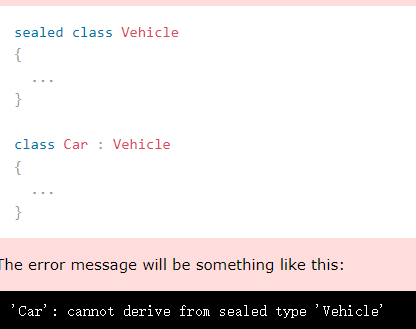 sealed class Vehicle
{
...
}
class Car : Vehicle
{
...
}
The error message will be something like this:
'Car': cannot derive from sealed type 'Vehicle'